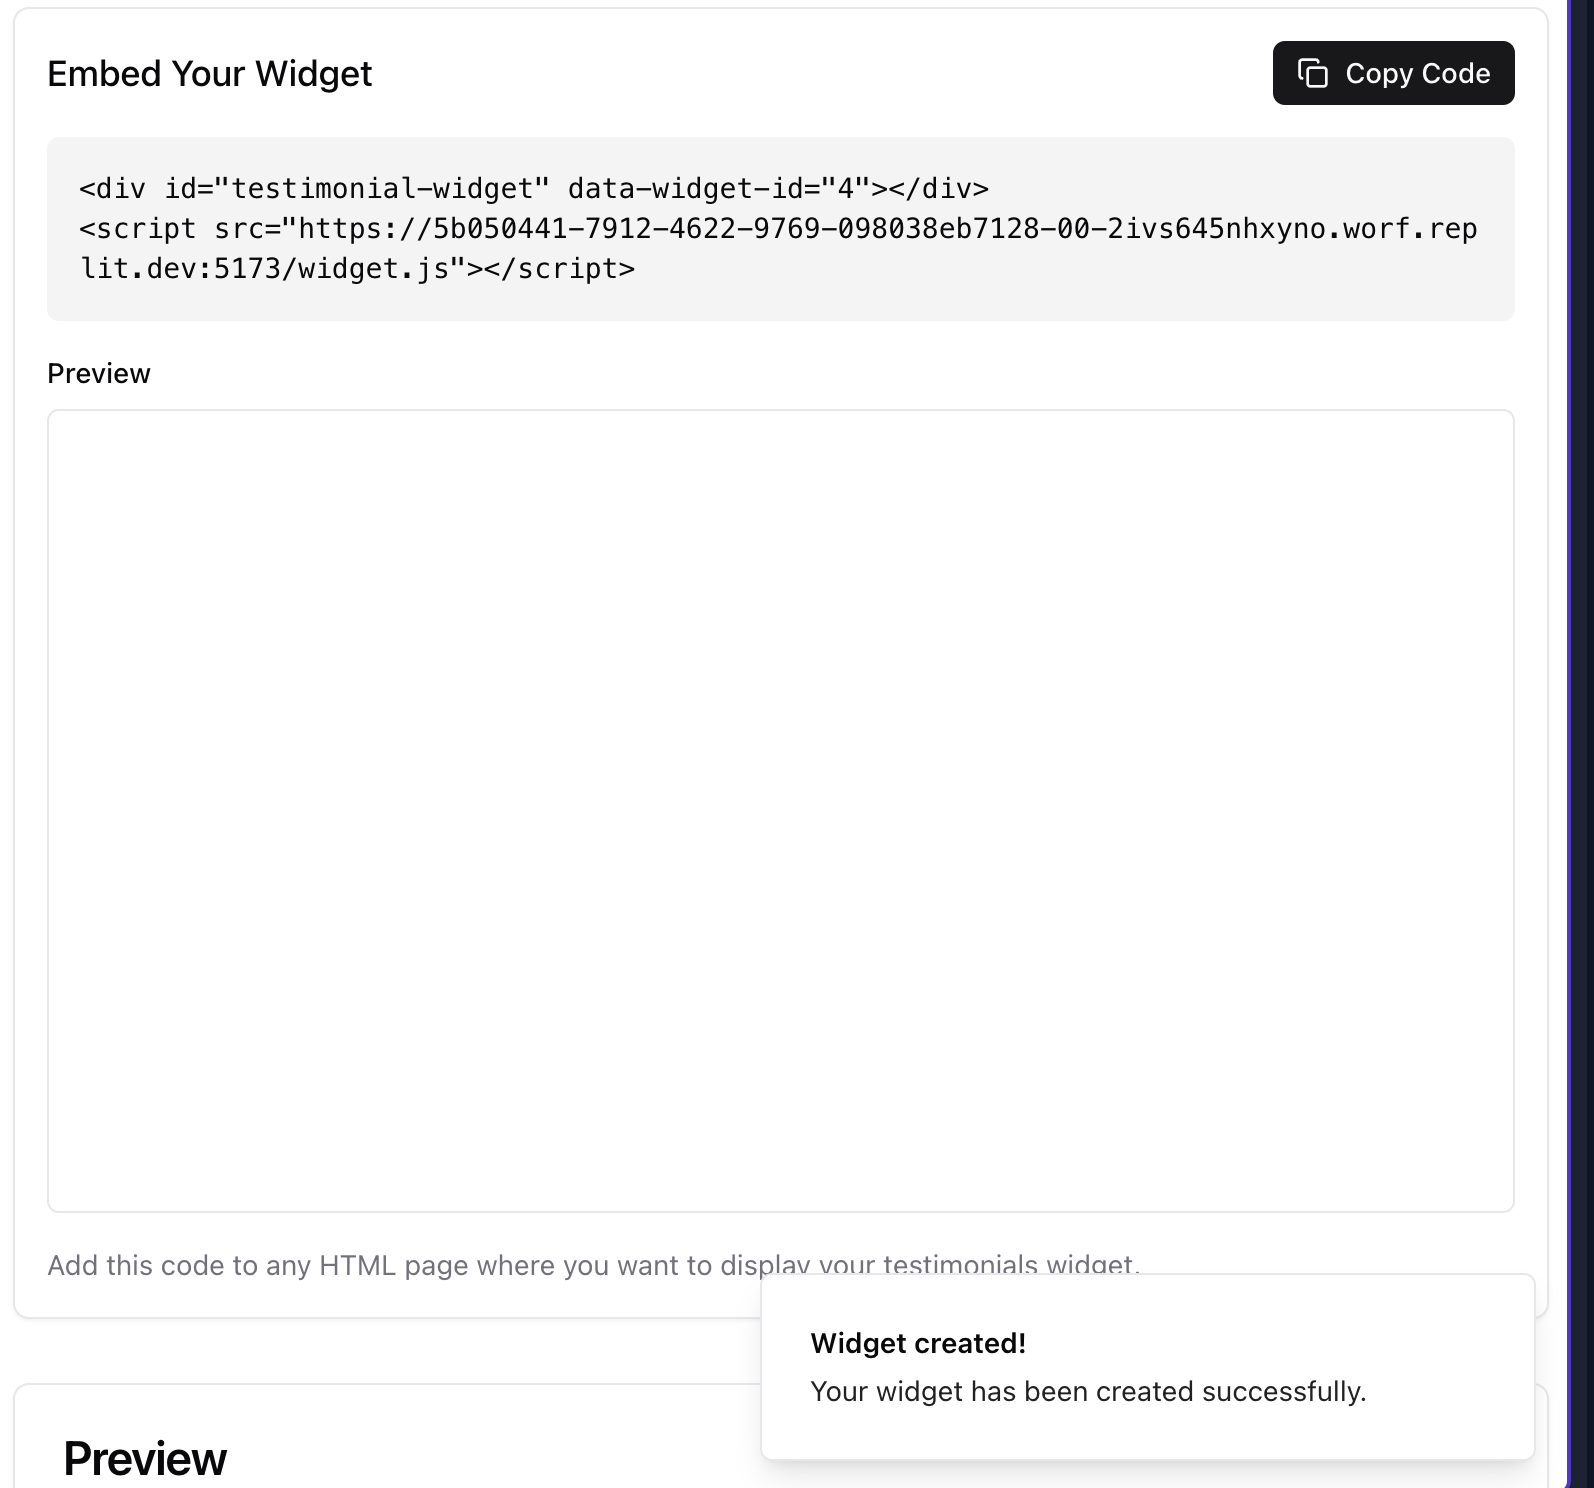 Embed Your Widget
Copy Code
<div id="testimonial-widget" data-widget-id="4"></div>
<script src="https://5b050441-7912-4622-9769-098038eb7128-00-2ivs645nhxyno.worf.rep
lit.dev:5173/widget.js"></script>
Preview
Add this code to any HTML page where you want to display your testimonials widget.
Widget created!
Your widget has been created successfully.
Preview